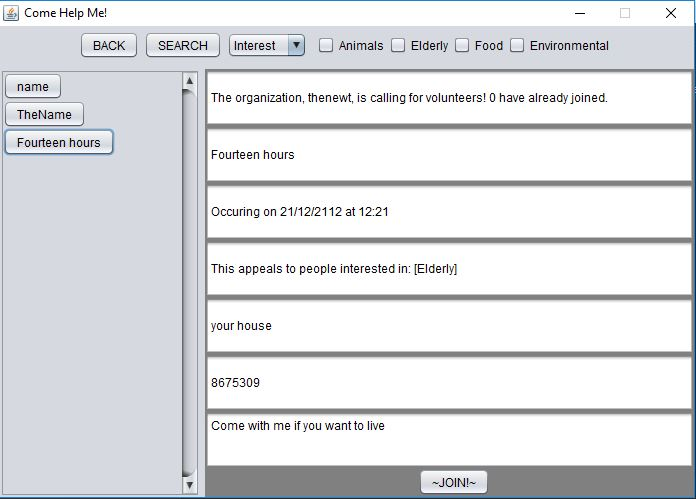 Come Help Me!
BACK SEARCH Interest Animals Elderly Food Environmental
name
TheName
Fourteen hours
The organization, thenewt, is calling for volunteers! 0 have already joined.
Fourteen hours
Occuring on 21/12/2112 at 12:21
This appeals to people interested in: [Elderly]
your house
8675309
Come with me if you want to live
~JOIN!~